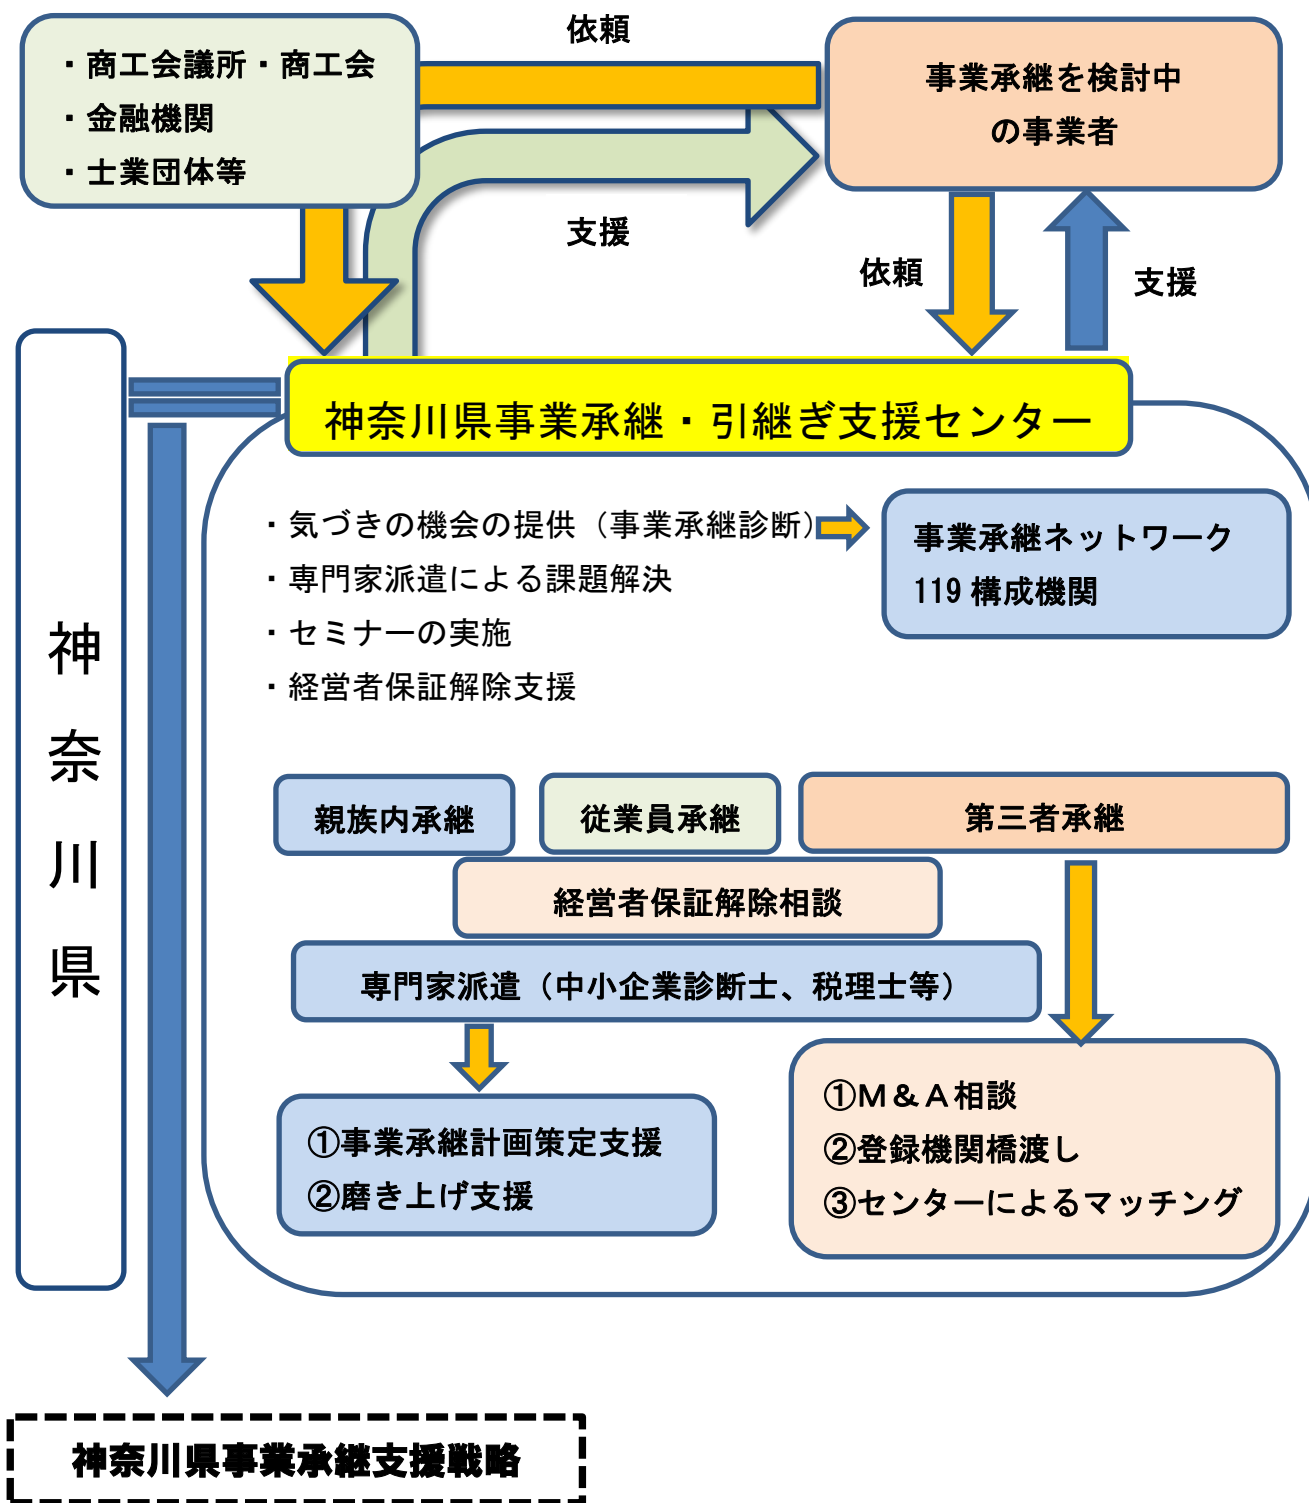 依頼
・商工会議所・商工会
・金融機関
・士業団体等
事業承継を検討中
の事業者
支援
依頼
支援
神奈川県事業承継・引継ぎ支援センター
・気づきの機会の提供（事業承継診断）
・専門家派遣による課題解決
・セミナーの実施
・経営者保証解除支援
事業承継ネットワーク
119 構成機関
神奈川県
親族内承継
従業員承継
第三者承継
経営者保証解除相談
専門家派遣（中小企業診断士、税理士等）
①事業承継計画策定支援
②磨き上げ支援
①Ｍ＆Ａ相談
②登録機関橋渡し
③センターによるマッチング
神奈川県事業承継支援戦略